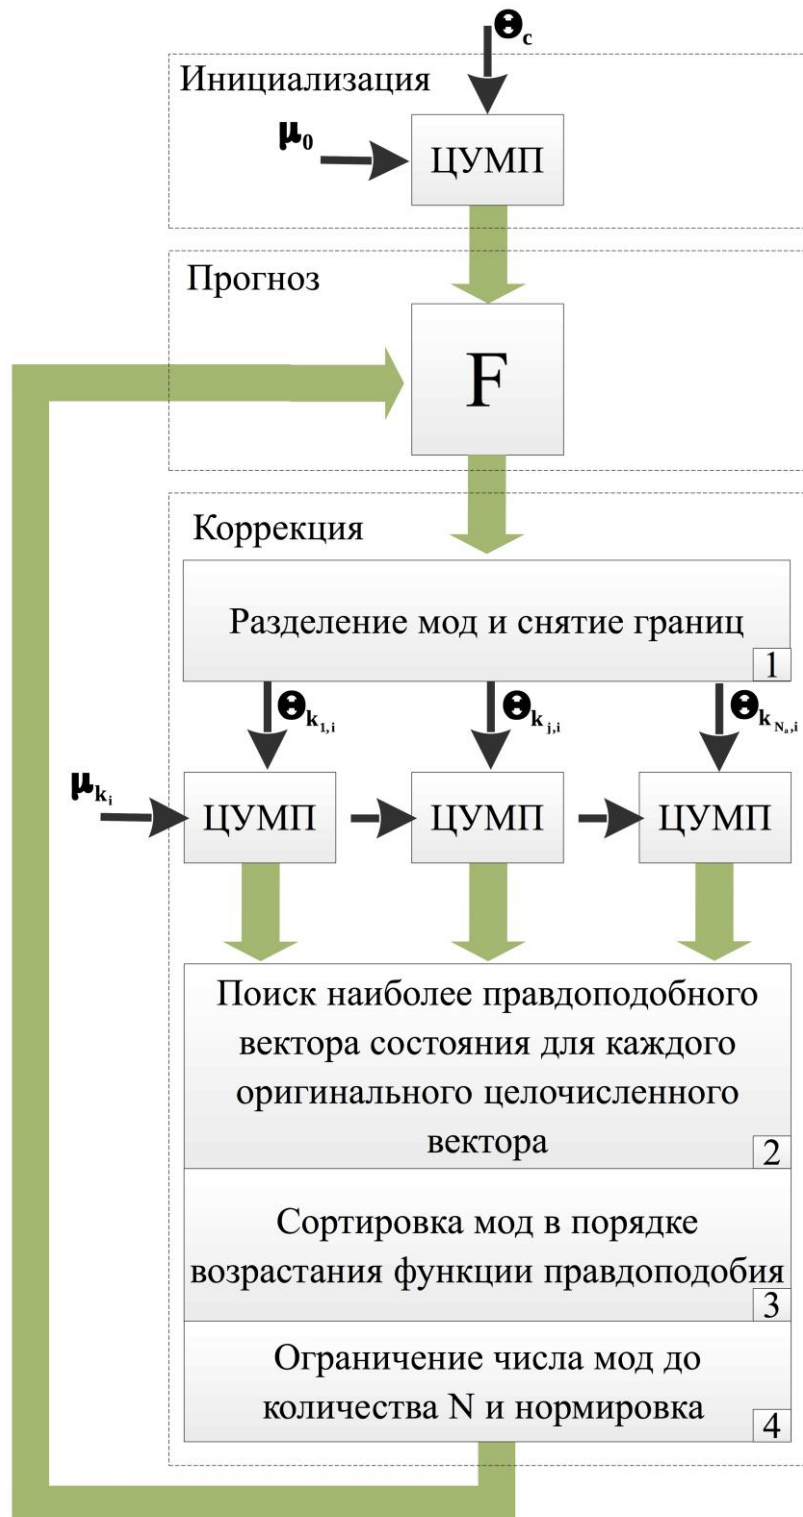 Θc
Инициализация
μ0
ЦУМП
Прогноз
F
Коррекция
Разделение мод и снятие границ
1
Θk1,i
Θkj,i
ΘkNa,i
μki
ЦУМП
ЦУМП
ЦУМП
Поиск наиболее правдоподобного
вектора состояния для каждого
оригинального целочисленного
вектора
2
Сортировка мод в порядке
возрастания функции правдоподобия
3
Ограничение числа мод до
количества N и нормировка
4